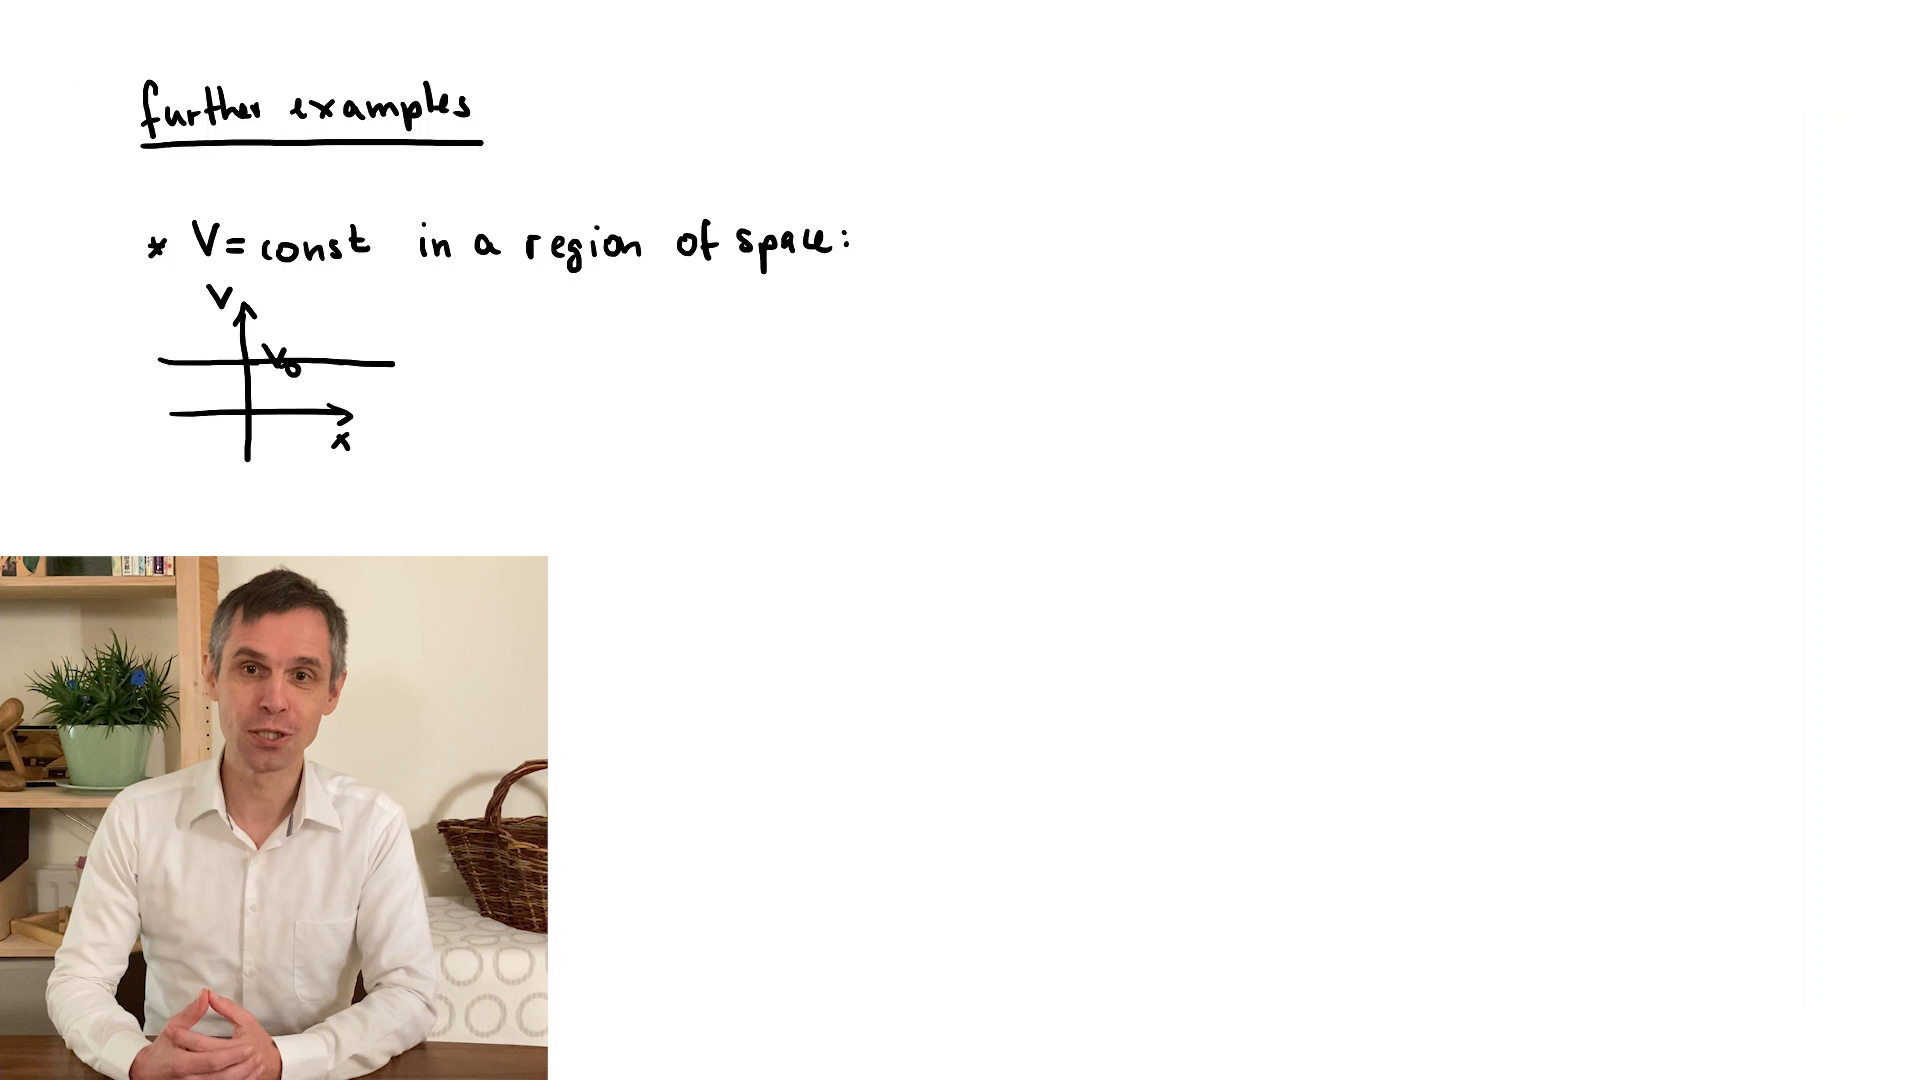 further examples
* V = const in a region of space:
V
V₀
x